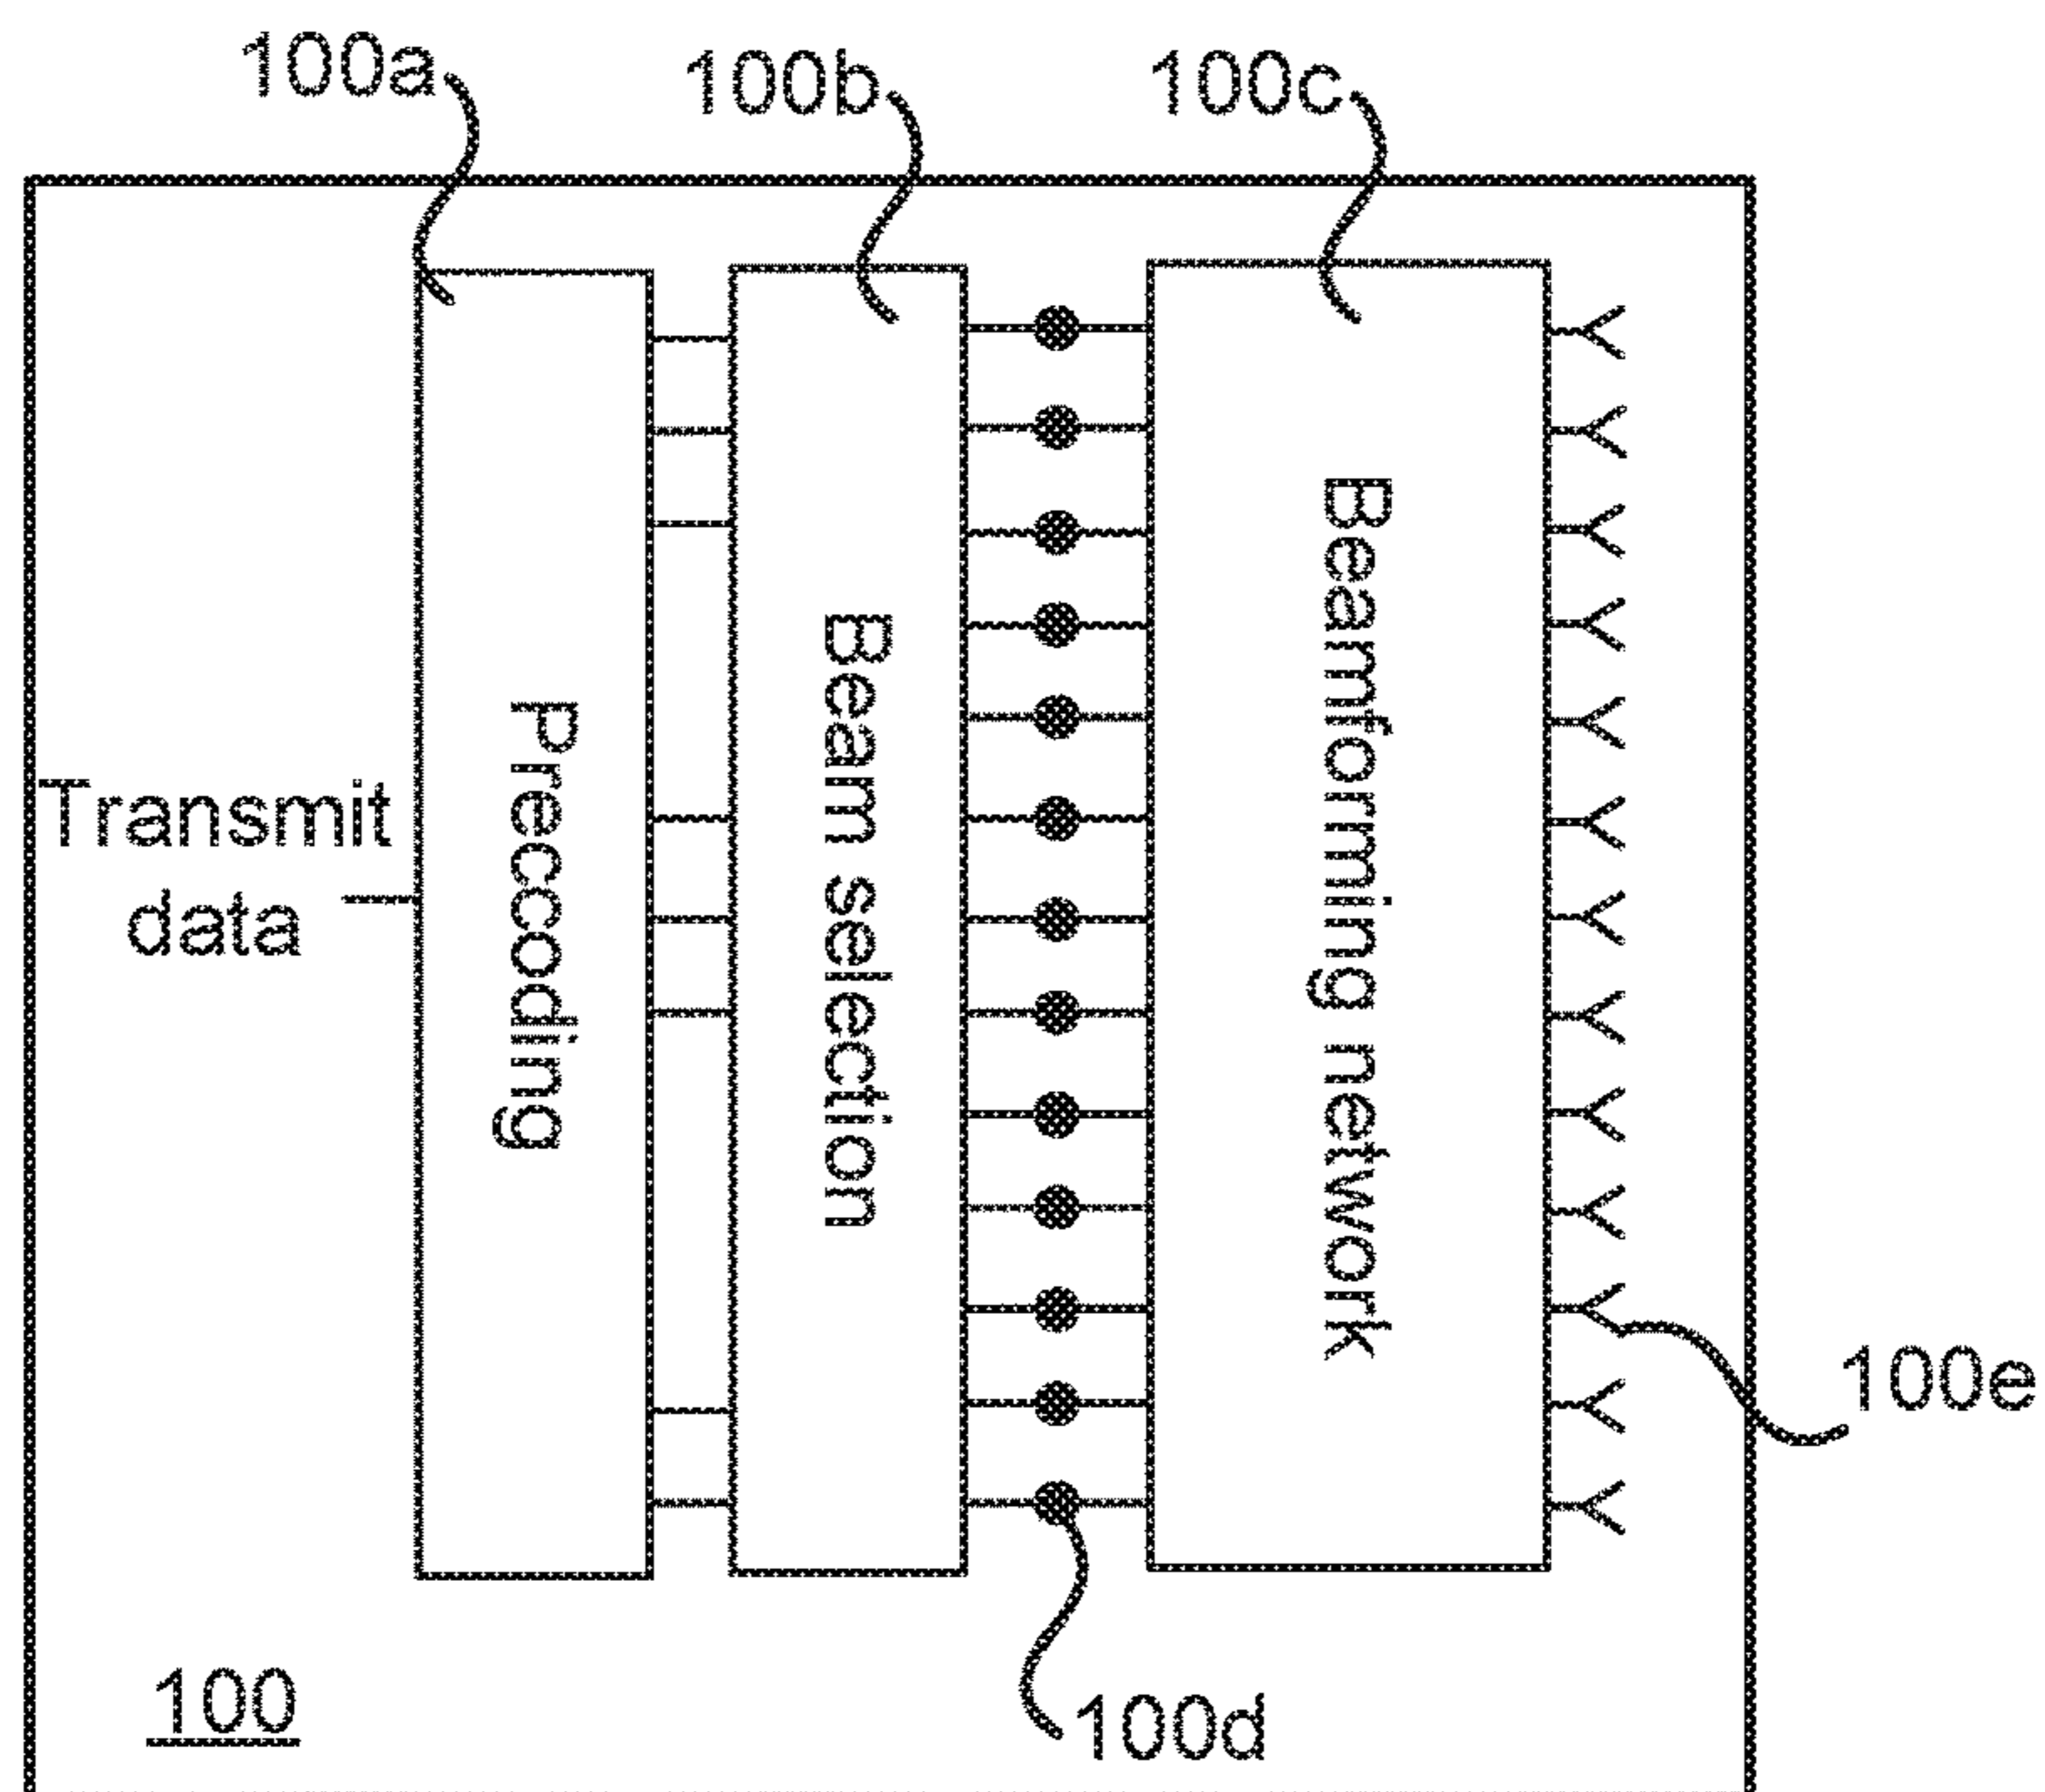 100a
100b
100c
Transmit
data
Precoding
Beam selection
Beamforming network
100e
100d
100